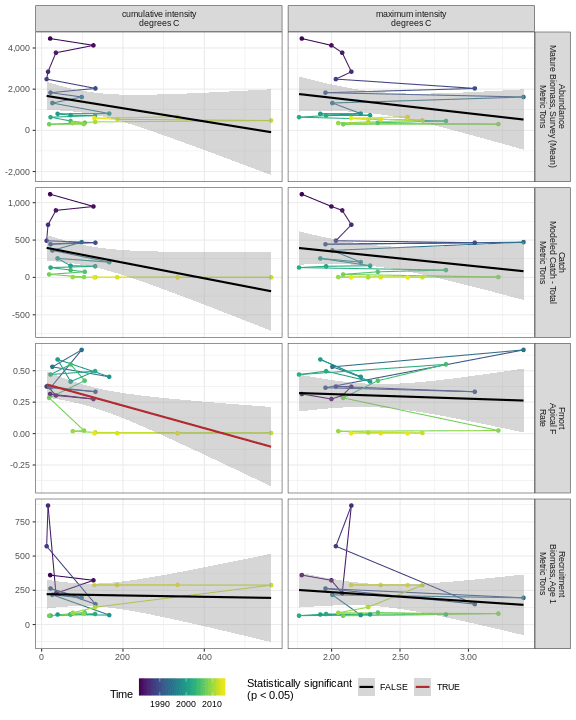 cumulative intensity
degrees C
maximum intensity
degrees C
4,000
2,000
0
-2,000
Abundance
Mature Biomass, Survey (Mean)
Metric Tons
1,000
500
0
-500
Catch
Modeled Catch - Total
Metric Tons
0.50
0.25
0.00
-0.25
Fmort
Apical F
Rate
750
500
250
0
Recruitment
Biomass, Age 1
Metric Tons
0
200
400
2.00
2.50
3.00
Time
1990
2000
2010
Statistically significant
(p < 0.05)
FALSE
TRUE